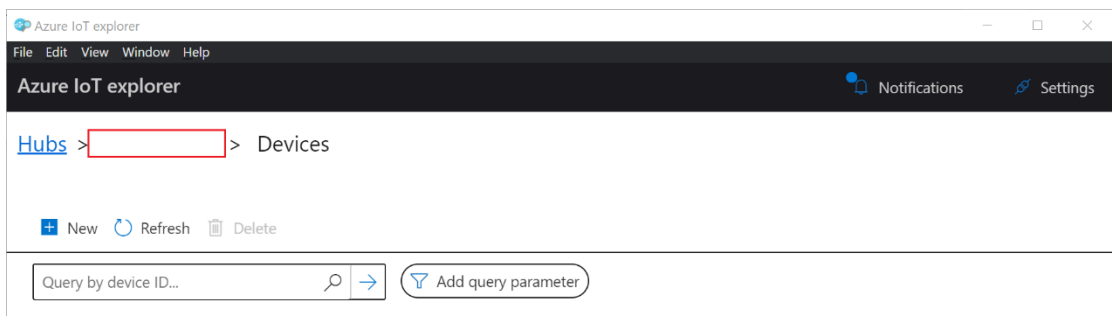 Azure IoT explorer
File Edit View Window Help
Azure IoT explorer Notifications Settings
Hubs > > Devices
New Refresh Delete
Query by device ID... Add query parameter